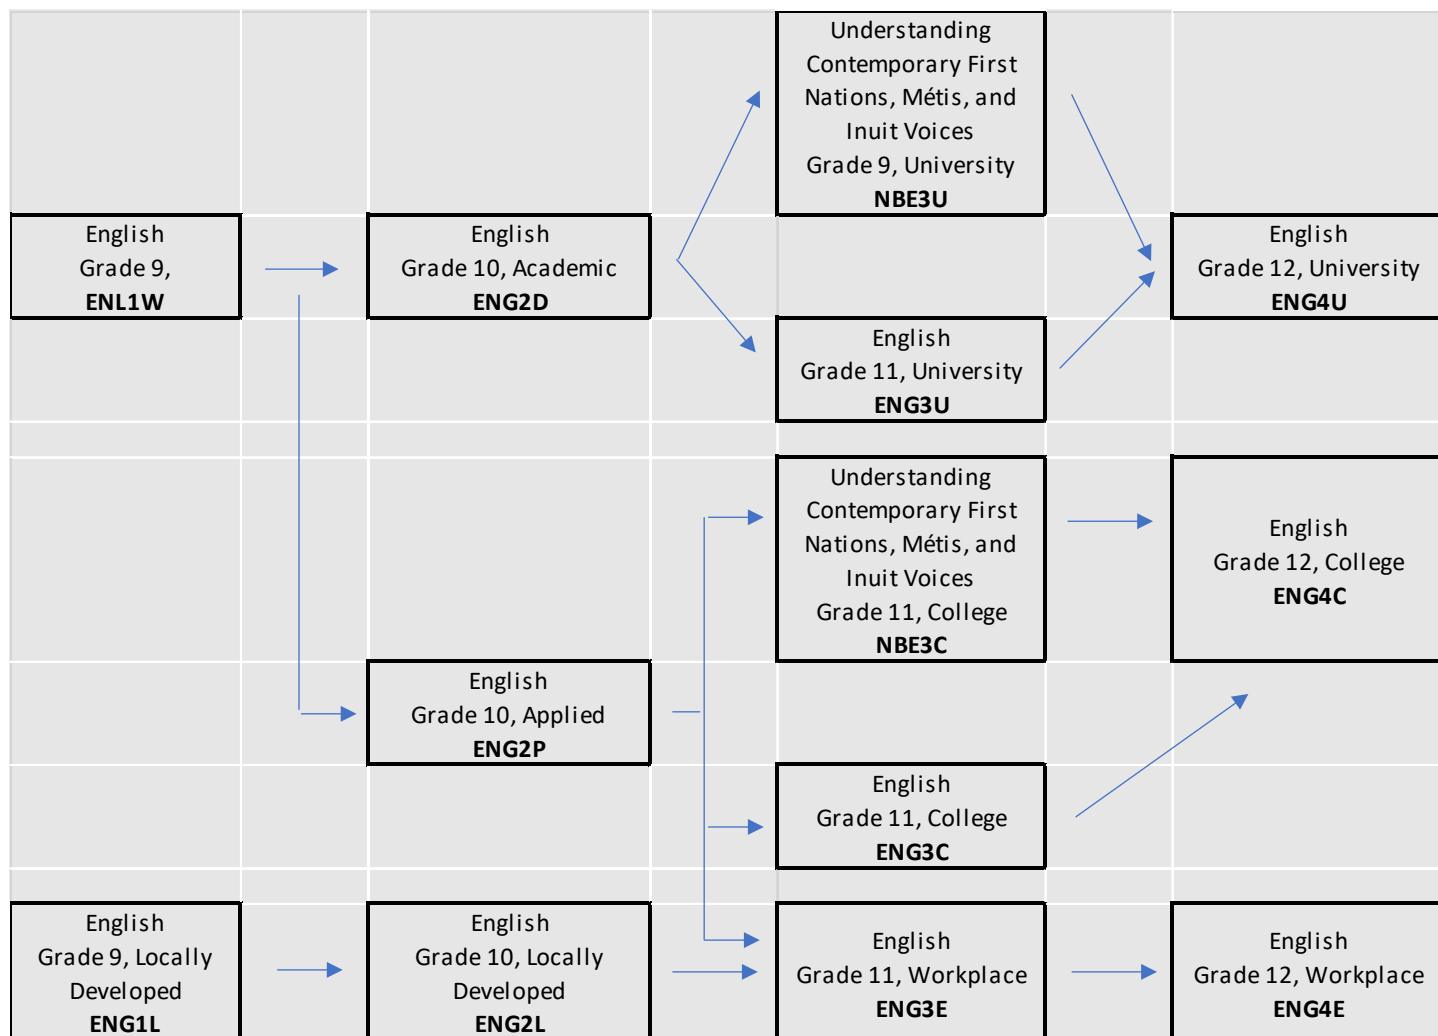 Understanding
Contemporary First
Nations, Métis, and
Inuit Voices
Grade 9, University
NBE3U
English
Grade 9,
ENL1W
English
Grade 10, Academic
ENG2D
English
Grade 12, University
ENG4U
English
Grade 11, University
ENG3U
Understanding
Contemporary First
Nations, Métis, and
Inuit Voices
Grade 11, College
NBE3C
English
Grade 12, College
ENG4C
English
Grade 10, Applied
ENG2P
English
Grade 11, College
ENG3C
English
Grade 9, Locally
Developed
ENG1L
English
Grade 10, Locally
Developed
ENG2L
English
Grade 11, Workplace
ENG3E
English
Grade 12, Workplace
ENG4E